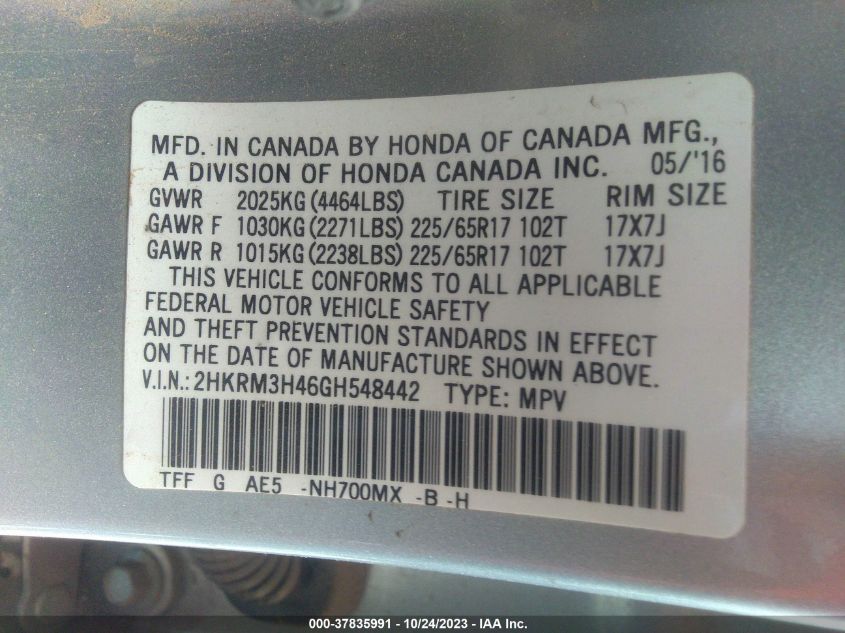 MFD. IN CANADA BY HONDA OF CANADA MFG.,
A DIVISION OF HONDA CANADA INC. 05/'16
GVWR 2025KG (4464LBS) TIRE SIZE RIM SIZE
GAWR F 1030KG (2271LBS) 225/65R17 102T 17X7J
GAWR R 1015KG (2238LBS) 225/65R17 102T 17X7J
THIS VEHICLE CONFORMS TO ALL APPLICABLE
FEDERAL MOTOR VEHICLE SAFETY
AND THEFT PREVENTION STANDARDS IN EFFECT
ON THE DATE OF MANUFACTURE SHOWN ABOVE.
V.I.N.: 2HKRM3H46GH548442 TYPE: MPV
TFF G AE5 -NH700MX -B -H
000-37835991 - 10/24/2023 - IAA Inc.